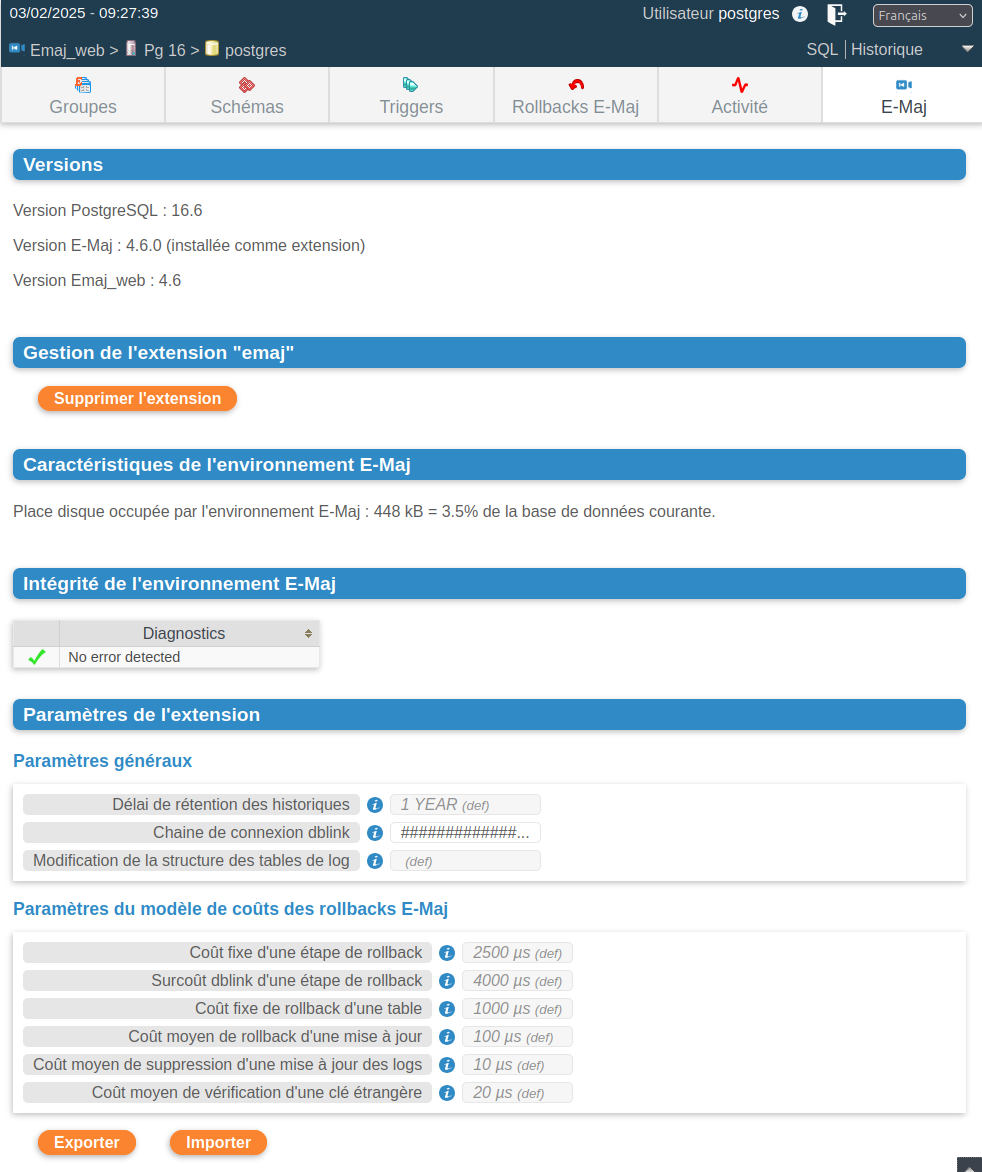 03/02/2025 - 09:27:39 Utilisateur postgres Français
Emaj_web > Pg 16 > postgres SQL Historique
Groupes Schémas Triggers Rollbacks E-Maj Activité E-Maj
Versions
Version PostgreSQL : 16.6
Version E-Maj : 4.6.0 (installée comme extension)
Version Emaj_web : 4.6
Gestion de l'extension "emaj"
Supprimer l'extension
Caractéristiques de l'environnement E-Maj
Place disque occupée par l'environnement E-Maj : 448 kB = 3.5% de la base de données courante.
Intégrité de l'environnement E-Maj
Diagnostics
No error detected
Paramètres de l'extension
Paramètres généraux
Délai de rétention des historiques 1 YEAR (def)
Chaine de connexion dblink #############...
Modification de la structure des tables de log (def)
Paramètres du modèle de coûts des rollbacks E-Maj
Coût fixe d'une étape de rollback 2500 µs (def)
Surcoût dblink d'une étape de rollback 4000 µs (def)
Coût fixe de rollback d'une table 1000 µs (def)
Coût moyen de rollback d'une mise à jour 100 µs (def)
Coût moyen de suppression d'une mise à jour des logs 10 µs (def)
Coût moyen de vérification d'une clé étrangère 20 µs (def)
Exporter Importer